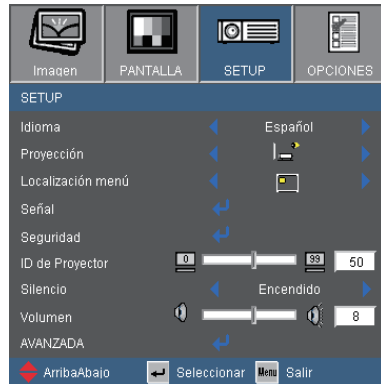 Imagen PANTALLA SETUP OPCIONES
SETUP
Idioma Español
Proyección
Localización menú
Señal
Seguridad
ID de Proyector 0 99 50
Silencio Encendido
Volumen 8
AVANZADA
ArribaAbajo Seleccionar Menu Salir